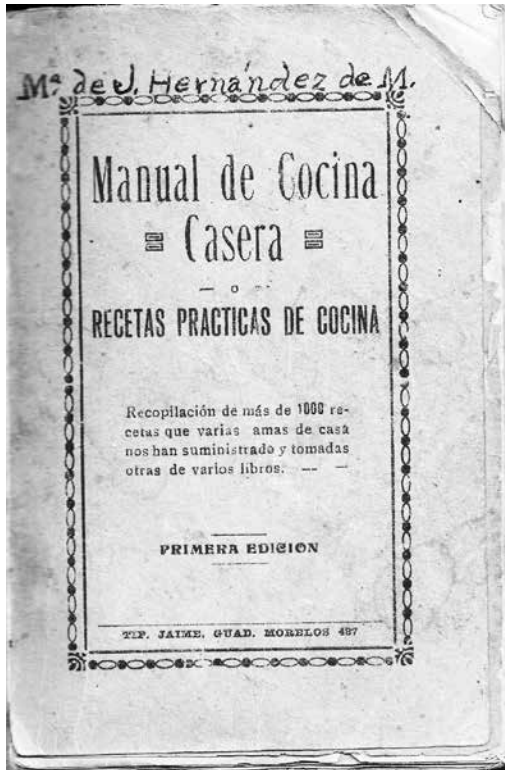 Mª de J. Hernández de M.
Manual de Cocina
Casera
— o —
RECETAS PRACTICAS DE COCINA
Recopilación de más de 1000 re-
cetas que varias amas de casa
nos han suministrado y tomadas
otras de varios libros. — —
PRIMERA EDICION
TIP. JAIME. GUAD. MORELOS 487